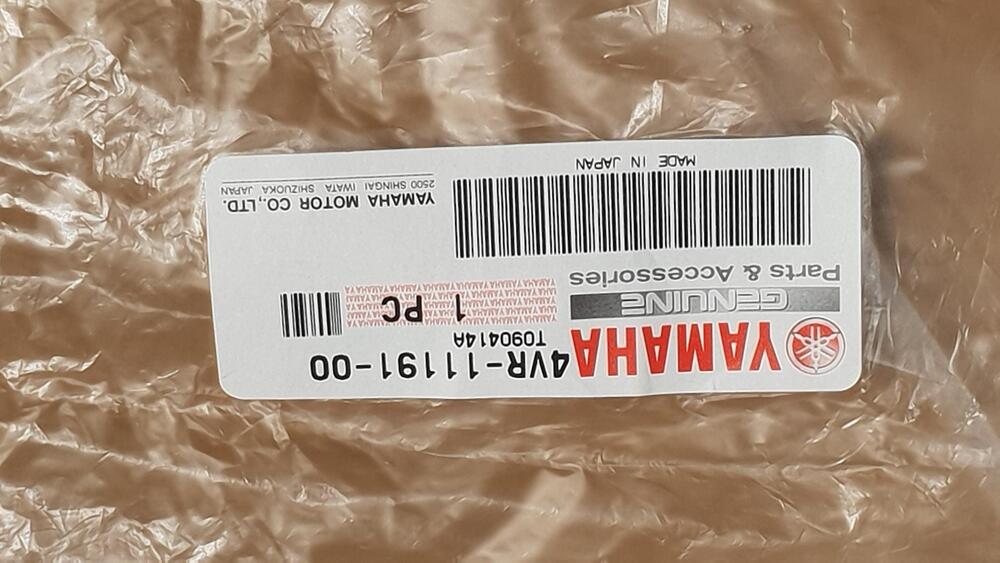 YAMAHA 4VR-11191-00
T090414A
GENUINE
1 PC
Parts & Accessories
YAMAHA MOTOR CO.,LTD.
2500 SHINGAI IWATA SHIZUOKA JAPAN
MADE IN JAPAN